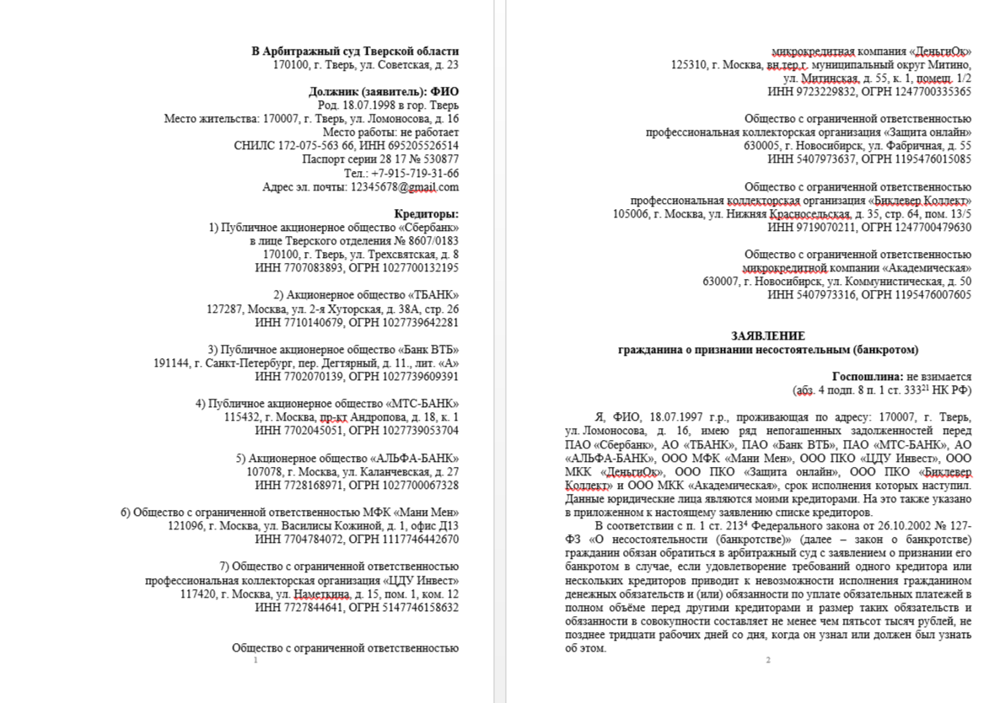 В Арбитражный суд Тверской области
170100, г. Тверь, ул. Советская, д. 23
Должник (заявитель): ФИО
Род. 18.07.1998 в гор. Тверь
Место жительства: 170007, г. Тверь, ул. Ломоносова, д. 16
Место работы: не работает
СНИЛС 172-075-563 66, ИНН 695205526514
Паспорт серии 28 17 № 530877
Тел.: +7-915-719-31-66
Адрес эл. почты: 12345678@gmail.com
Кредиторы:
1) Публичное акционерное общество «Сбербанк»
в лице Тверского отделения № 8607/0183
170100, г. Тверь, ул. Трехсвятская, д. 8
ИНН 7707083893, ОГРН 1027700132195
2) Акционерное общество «ТБАНК»
127287, Москва, ул. 2-я Хуторская, д. 38А, стр. 26
ИНН 7710140679, ОГРН 1027739642281
3) Публичное акционерное общество «Банк ВТБ»
191144, г. Санкт-Петербург, пер. Дегтярный, д. 11., лит. «А»
ИНН 7702070139, ОГРН 1027739609391
4) Публичное акционерное общество «МТС-БАНК»
115432, г. Москва, пр-кт Андропова, д. 18, к. 1
ИНН 7702045051, ОГРН 1027739053704
5) Акционерное общество «АЛЬФА-БАНК»
107078, г. Москва, ул. Каланчевская, д. 27
ИНН 7728168971, ОГРН 1027700067328
6) Общество с ограниченной ответственностью МФК «Мани Мен»
121096, г. Москва, ул. Василисы Кожиной, д. 1, офис Д13
ИНН 7704784072, ОГРН 1117746442670
7) Общество с ограниченной ответственностью
профессиональная коллекторная организация «ЦДУ Инвест»
117420, г. Москва, ул. Наметкина, д. 15, пом. 1, ком. 12
ИНН 7727844641, ОГРН 5147746158632
Общество с ограниченной ответственностью
1
микрокредитная компания «ДеньгиОк»
125310, г. Москва, вн.тер.г. муниципальный округ Митино,
ул. Митинская, д. 55, к. 1, помещ. 1/2
ИНН 9723229832, ОГРН 1247700335365
Общество с ограниченной ответственностью
профессиональная коллекторная организация «Защита онлайн»
630005, г. Новосибирск, ул. Фабричная, д. 55
ИНН 5407973637, ОГРН 1195476015085
Общество с ограниченной ответственностью
профессиональная коллекторская организация «Биклевер Коллект»
105006, г. Москва, ул. Нижняя Красносельская, д. 35, стр. 64, пом. 13/5
ИНН 9719070211, ОГРН 1247700479630
Общество с ограниченной ответственностью
микрокредитной компании «Академическая»
630007, г. Новосибирск, ул. Коммунистическая, д. 50
ИНН 5407973316, ОГРН 1195476007605
ЗАЯВЛЕНИЕ
гражданина о признании несостоятельным (банкротом)
Госпошлина: не взимается
(абз. 4 подп. 8 п. 1 ст. 333²¹ НК РФ)
Я, ФИО, 18.07.1997 г.р., проживающая по адресу: 170007, г. Тверь,
ул. Ломоносова, д. 16, имею ряд непогашенных задолженностей перед
ПАО «Сбербанк», АО «ТБАНК», ПАО «Банк ВТБ», ПАО «МТС-БАНК», АО
«АЛЬФА-БАНК», ООО МФК «Мани Мен», ООО ПКО «ЦДУ Инвест», ООО
МКК «ДеньгиОк», ООО ПКО «Защита онлайн», ООО ПКО «Биклевер
Коллект» и ООО МКК «Академическая», срок исполнения которых наступил.
Данные юридические лица являются моими кредиторами. На это также указано
в приложенном к настоящему заявлению списке кредиторов.
В соответствии с п. 1 ст. 213⁴ Федерального закона от 26.10.2002 № 127-
ФЗ «О несостоятельности (банкротстве)» (далее – закон о банкротстве)
гражданин обязан обратиться в арбитражный суд с заявлением о признании его
банкротом в случае, если удовлетворение требований одного кредитора или
нескольких кредиторов приводит к невозможности исполнения гражданином
денежных обязательств и (или) обязанности по уплате обязательных платежей в
полном объёме перед другими кредиторами и размер таких обязательств и
обязанности в совокупности составляет не менее чем пятьсот тысяч рублей, не
позднее тридцати рабочих дней со дня, когда он узнал или должен был узнать
об этом.
2